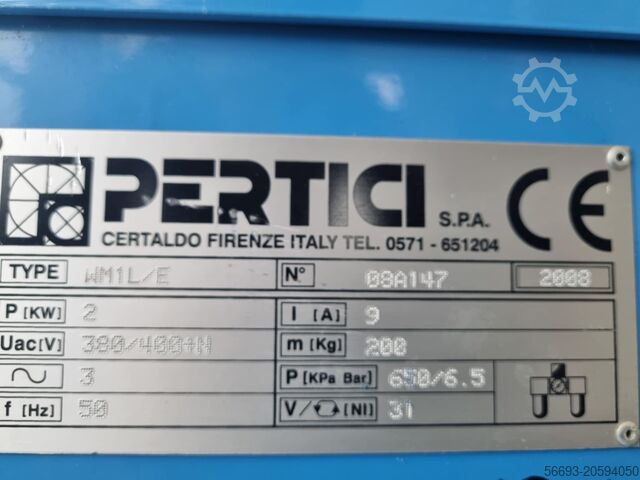 PERTICI S.P.A. CE
CERTALDO FIRENZE ITALY TEL. 0571 - 651204
TYPE WM1L/E N° 08A147 2008
P [KW] 2 I [A] 9
Uac[V] 380/400+N m [Kg] 200
3 P [KPa Bar] 650/6.5
f [Hz] 50 V/ [Nl] 31
56693-20594050